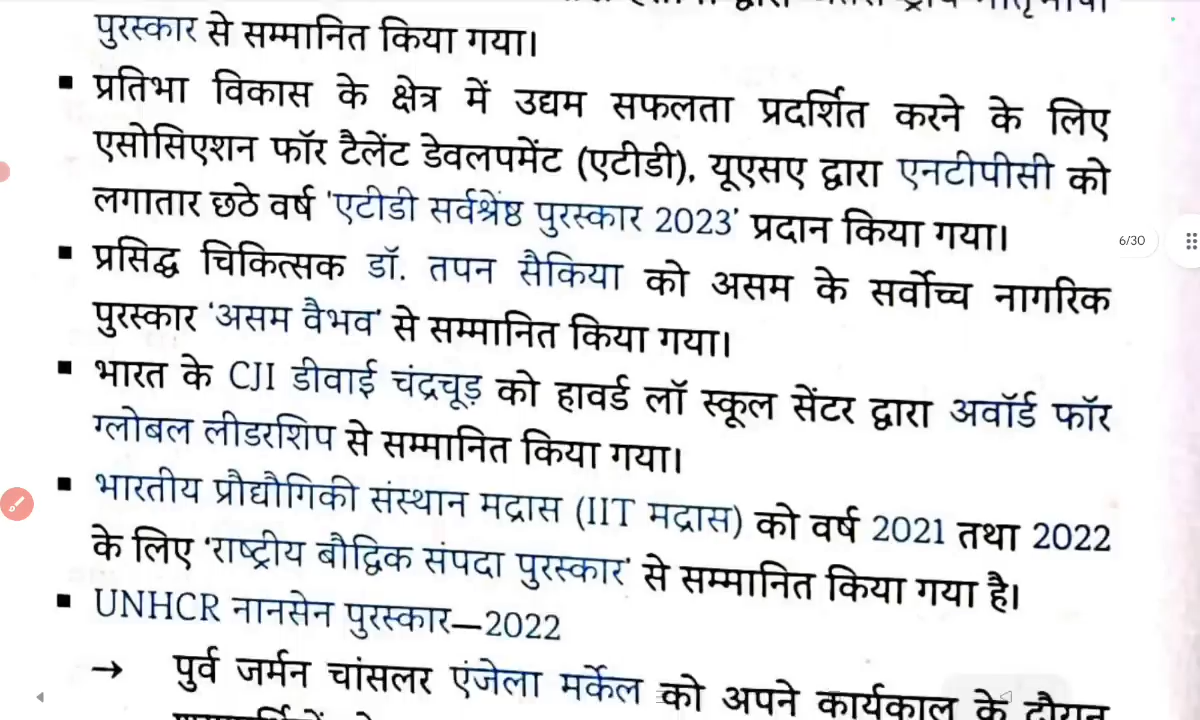 पुरस्कार से सम्मानित किया गया।
▪ प्रतिभा विकास के क्षेत्र में उद्यम सफलता प्रदर्शित करने के लिए
एसोसिएशन फॉर टैलेंट डेवलपमेंट (एटीडी), यूएसए द्वारा एनटीपीसी को
लगातार छठे वर्ष 'एटीडी सर्वश्रेष्ठ पुरस्कार 2023' प्रदान किया गया।
6/30
▪ प्रसिद्ध चिकित्सक डॉ. तपन सैकिया को असम के सर्वोच्च नागरिक
पुरस्कार 'असम वैभव' से सम्मानित किया गया।
▪ भारत के CJI डीवाई चंद्रचूड़ को हावर्ड लॉ स्कूल सेंटर द्वारा अवॉर्ड फॉर
ग्लोबल लीडरशिप से सम्मानित किया गया।
▪ भारतीय प्रौद्यौगिकी संस्थान मद्रास (IIT मद्रास) को वर्ष 2021 तथा 2022
के लिए 'राष्ट्रीय बौद्विक संपदा पुरस्कार' से सम्मानित किया गया है।
▪ UNHCR नानसेन पुरस्कार—2022
→ पुर्व जर्मन चांसलर एंजेला मर्केल को अपने कार्यकाल के दौरान